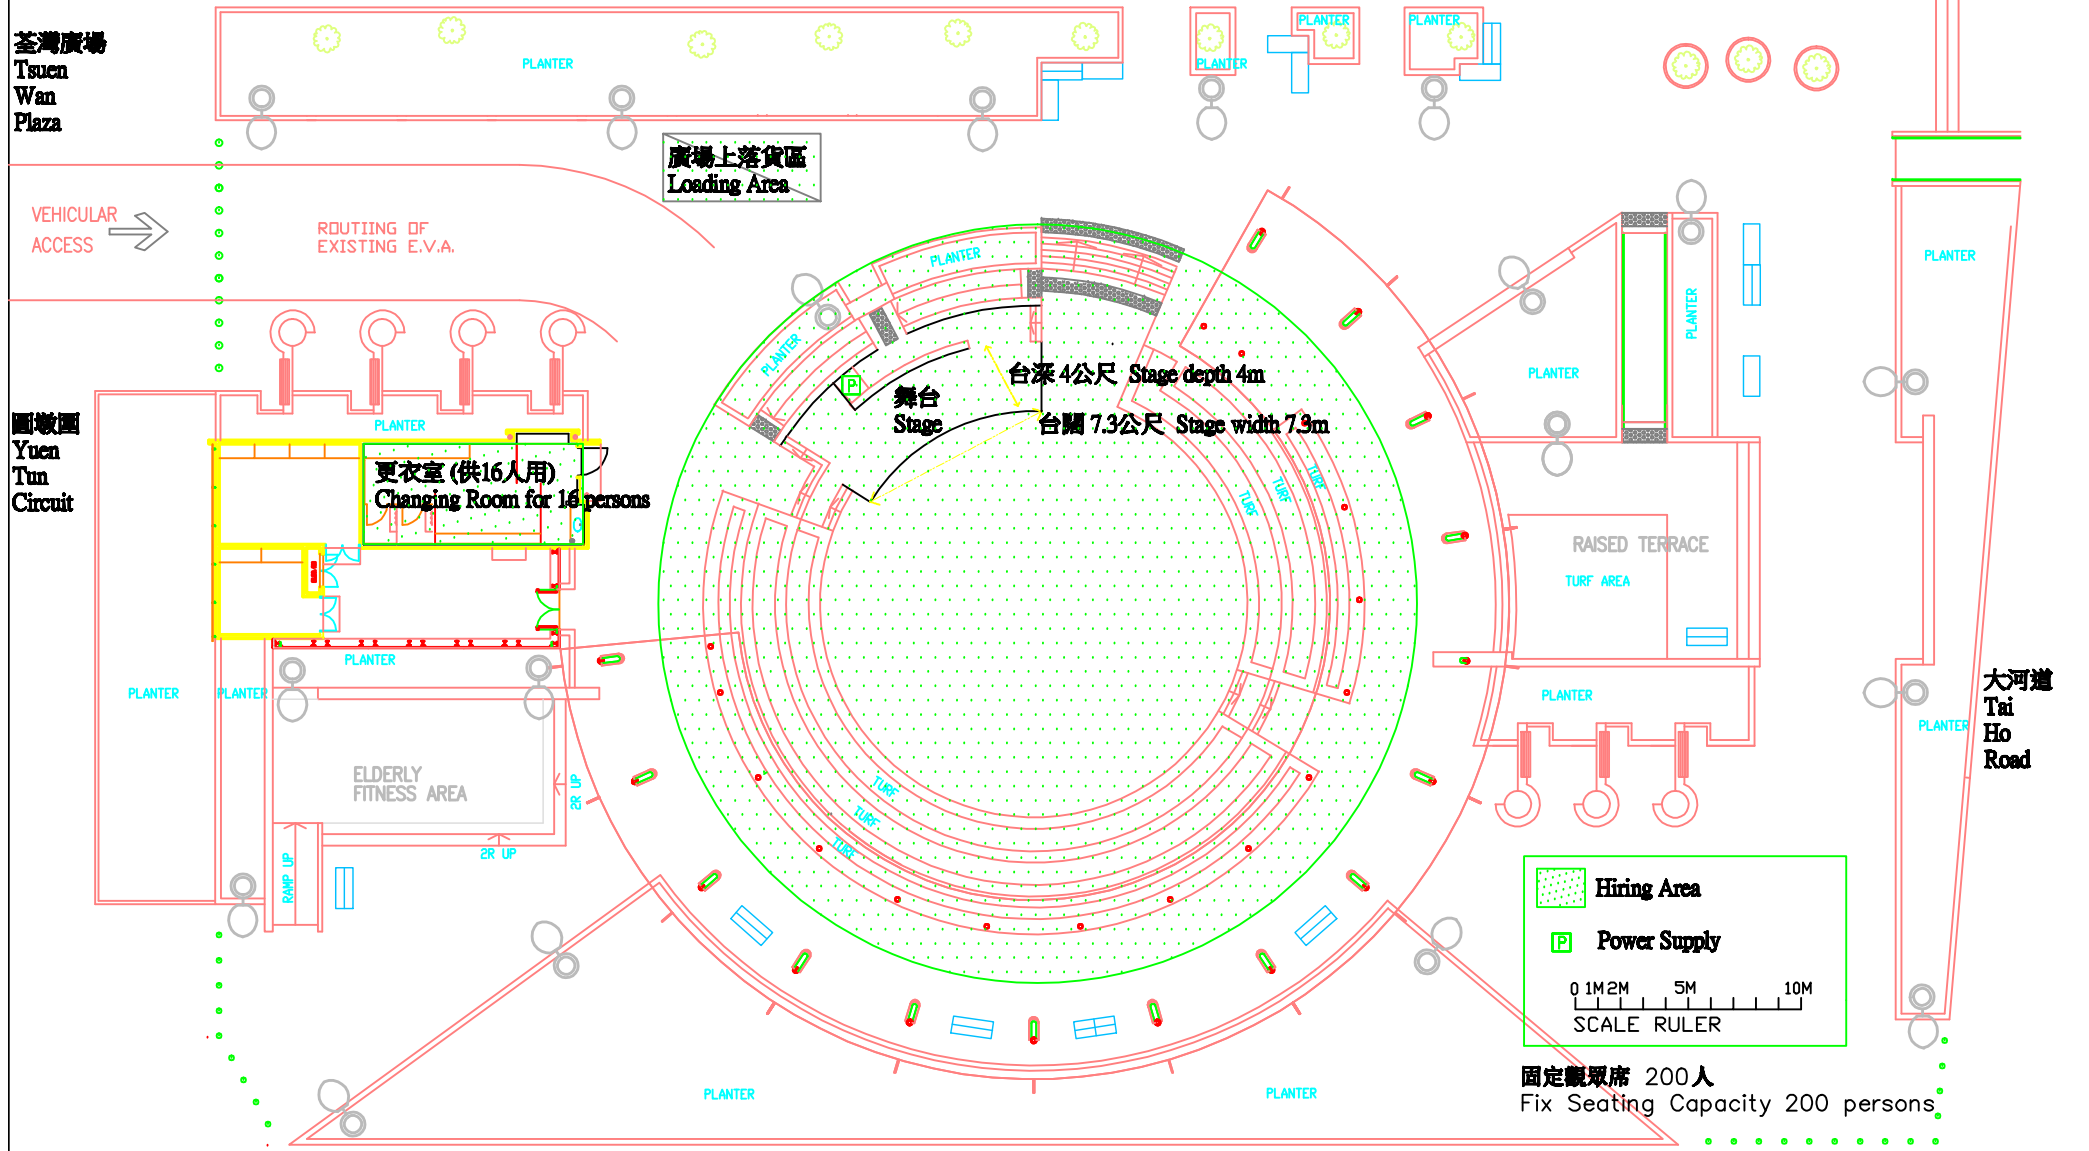 荃灣廣場
Tsuen
Wan
Plaza
PLANTER
PLANTER
PLANTER
PLANTER
廣場上落貨區
Loading Area
VEHICULAR
ACCESS
ROUTING OF
EXISTING E.V.A.
PLANTER
PLANTER
PLANTER
PLANTER
PLANTER
台深 4公尺 Stage depth 4m
P
舞台
Stage
台闊 7.3公尺 Stage width 7.3m
圓墩圍
Yuen
Tun
Circuit
PLANTER
更衣室 (供16人用)
Changing Room for 16 persons
TURF
TURF
TURF
RAISED TERRACE
TURF AREA
PLANTER
PLANTER
PLANTER
PLANTER
PLANTER
大河道
Tai
Ho
Road
ELDERLY
FITNESS AREA
2R UP
2R UP
RAMP UP
TURF
TURF
TURF
Hiring Area
P Power Supply
0 1M 2M 5M 10M
SCALE RULER
固定觀眾席 200人
Fix Seating Capacity 200 persons
PLANTER
PLANTER